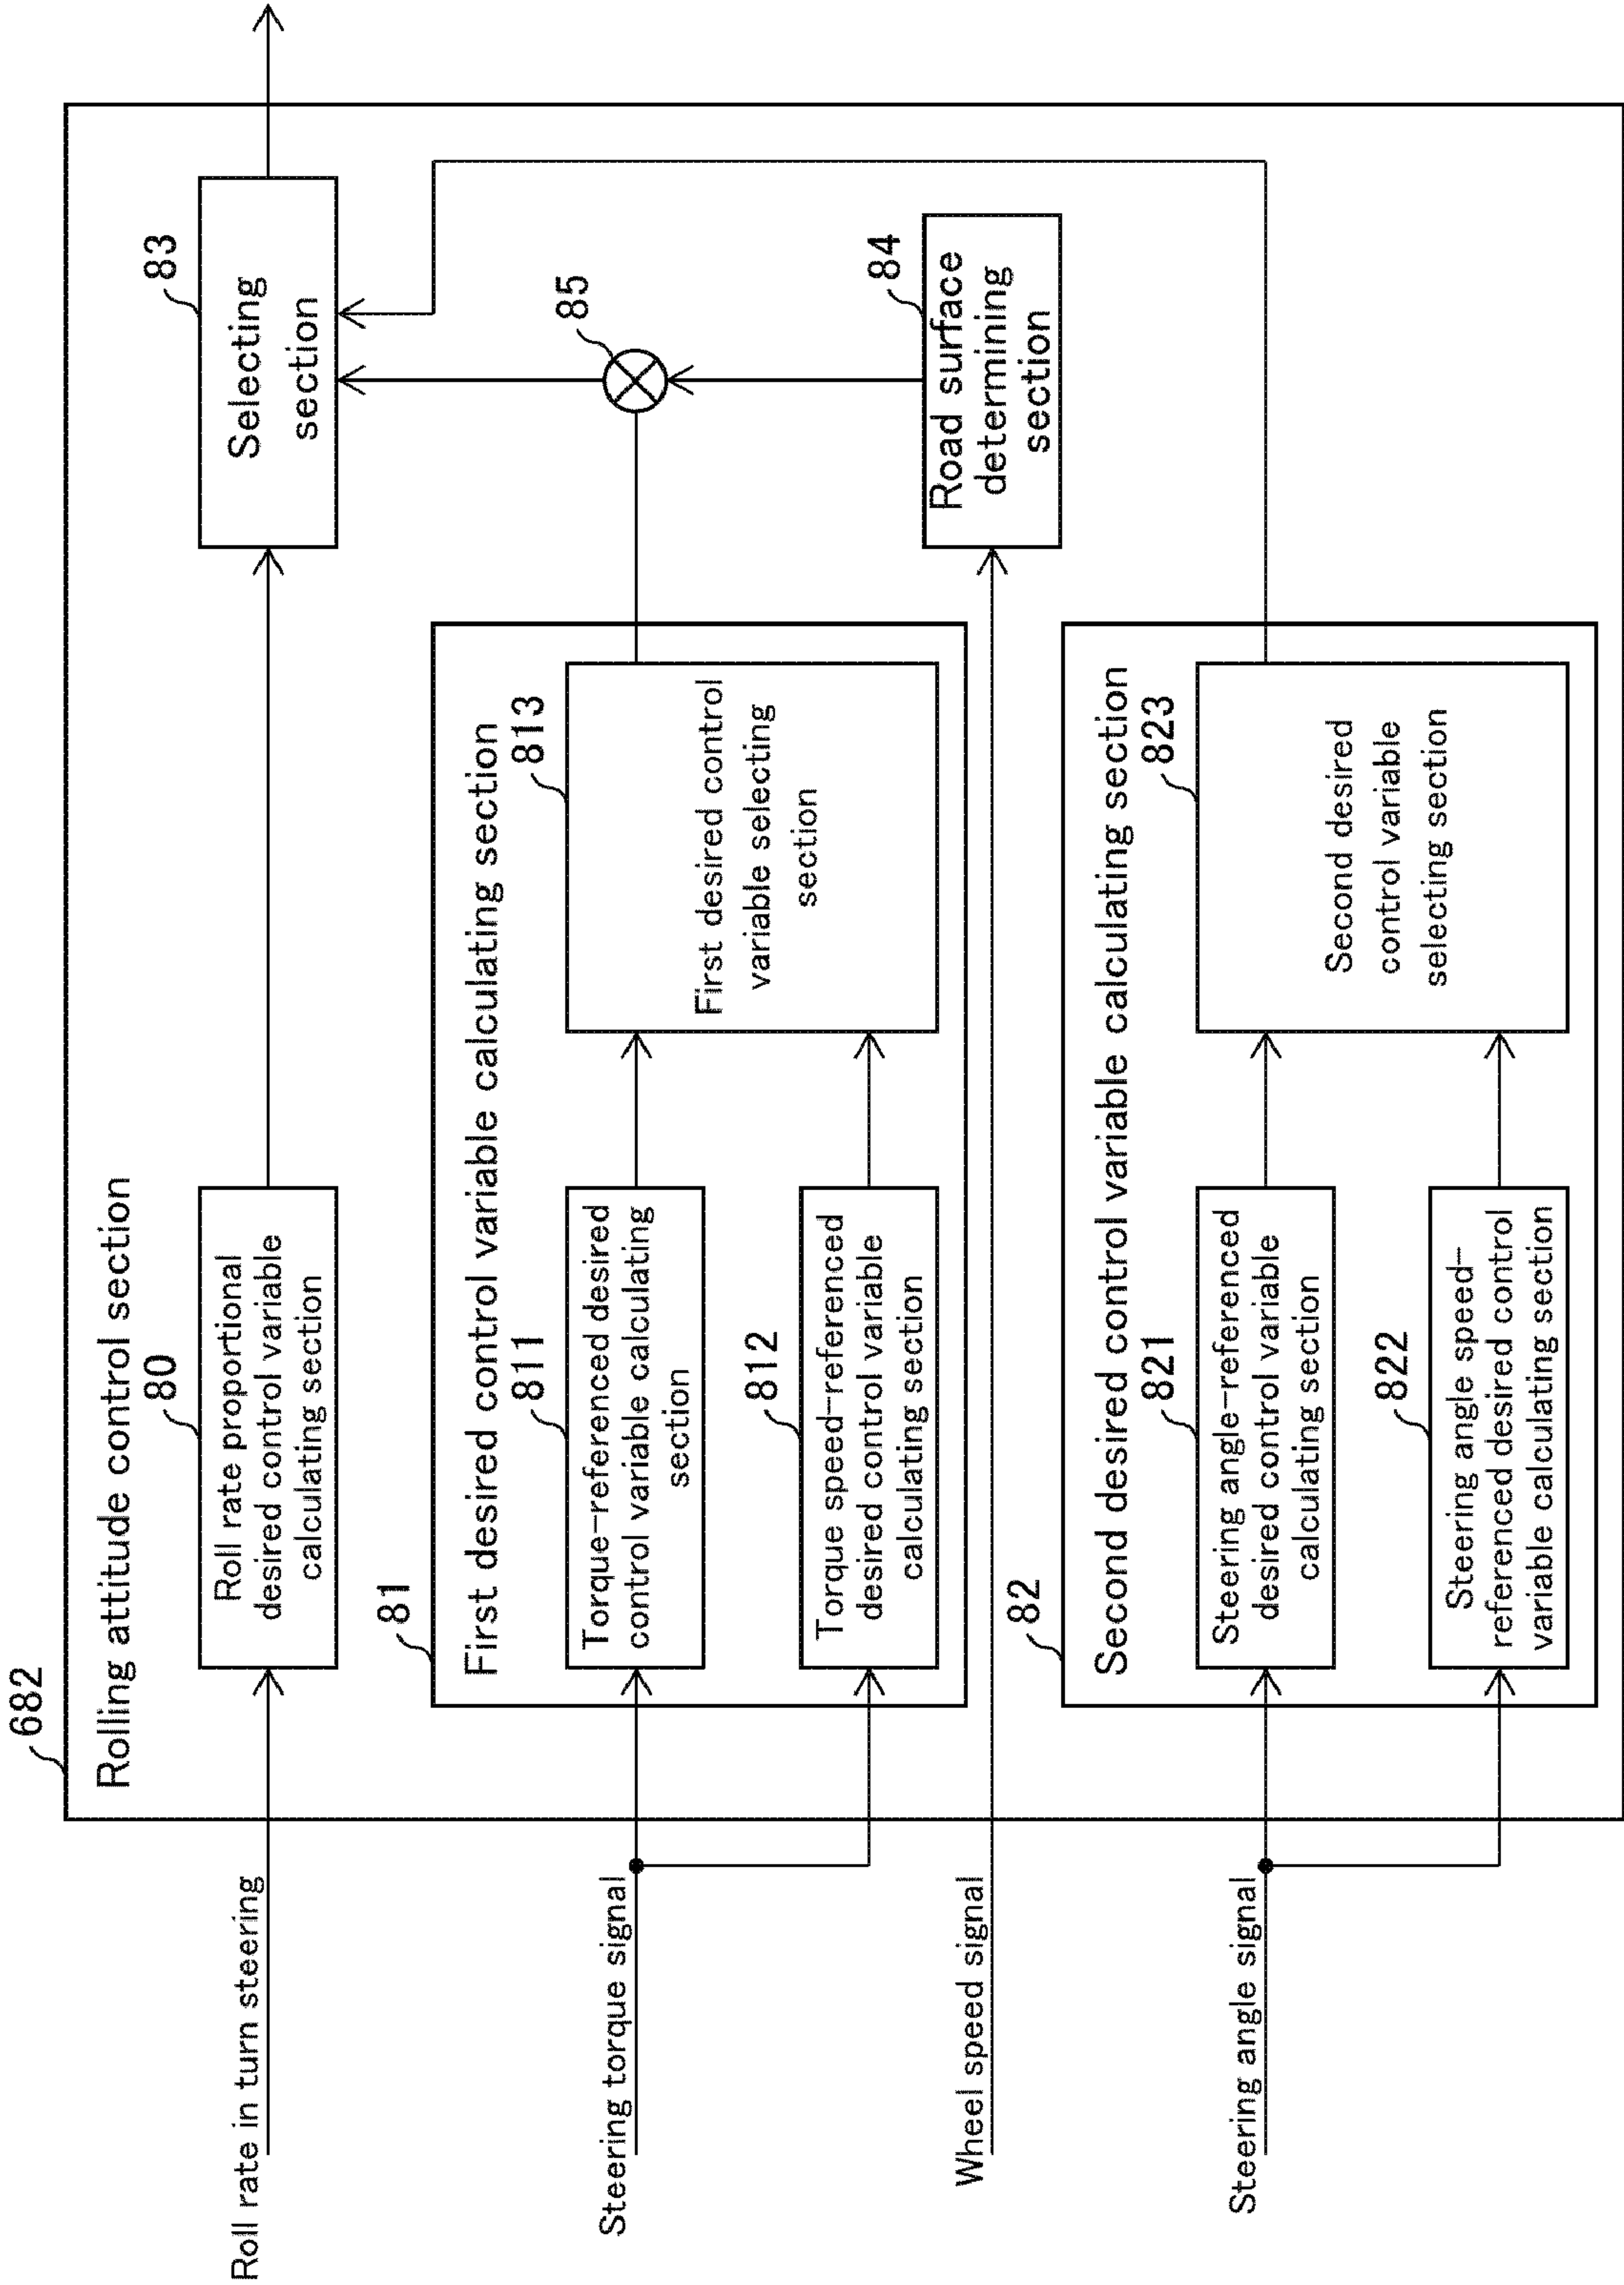 682
Rolling attitude control section
Roll rate in turn steering
80
Roll rate proportional
desired control variable
calculating section
83
Selecting
section
81
First desired control variable calculating section
Steering torque signal
811
Torque-referenced desired
control variable calculating
section
812
Torque speed-referenced
desired control variable
calculating section
813
First desired control
variable selecting
section
85
84
Road surface
determining
section
Wheel speed signal
82
Second desired control variable calculating section
Steering angle signal
821
Steering angle-referenced
desired control variable
calculating section
822
Steering angle speed-
referenced desired control
variable calculating section
823
Second desired
control variable
selecting section